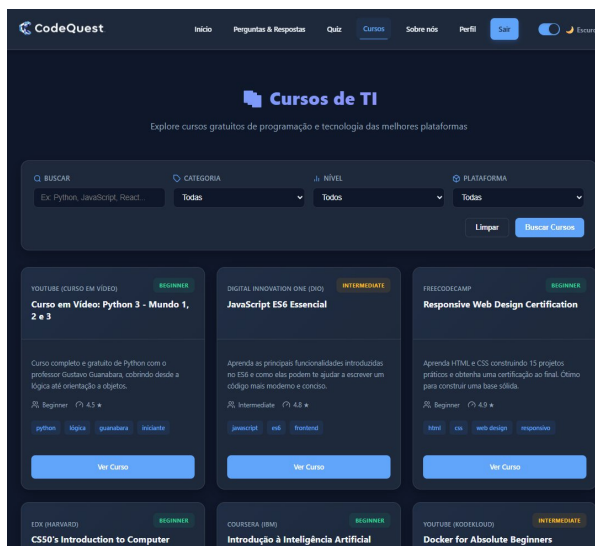 CodeQuest
Início Perguntas & Respostas Quiz Cursos Sobre nós Perfil Sair Escuro
Cursos de TI
Explore cursos gratuitos de programação e tecnologia das melhores plataformas
BUSCAR CATEGORIA NÍVEL PLATAFORMA
Ex: Python, JavaScript, React... Todas Todos Todas
Limpar Buscar Cursos
YOUTUBE (CURSO EM VÍDEO) BEGINNER
Curso em Vídeo: Python 3 - Mundo 1,
2 e 3
Curso completo e gratuito de Python com o
professor Gustavo Guanabara, cobrindo desde a
lógica até orientação a objetos.
Beginner 4.5 ★
python lógica guanabara iniciante
Ver Curso
DIGITAL INNOVATION ONE (DIO) INTERMEDIATE
JavaScript ES6 Essencial
Aprenda as principais funcionalidades introduzidas
no ES6 e como elas podem te ajudar a escrever um
código mais moderno e conciso.
Intermediate 4.8 ★
javascript es6 frontend
Ver Curso
FREECODECAMP BEGINNER
Responsive Web Design Certification
Aprenda HTML e CSS construindo 15 projetos
práticos e obtenha uma certificação ao final. Ótimo
para construir uma base sólida.
Beginner 4.9 ★
html css web design responsivo
Ver Curso
EDX (HARVARD) BEGINNER
CS50's Introduction to Computer
COURSERA (IBM) BEGINNER
Introdução à Inteligência Artificial
YOUTUBE (KODEKLOUD) INTERMEDIATE
Docker for Absolute Beginners